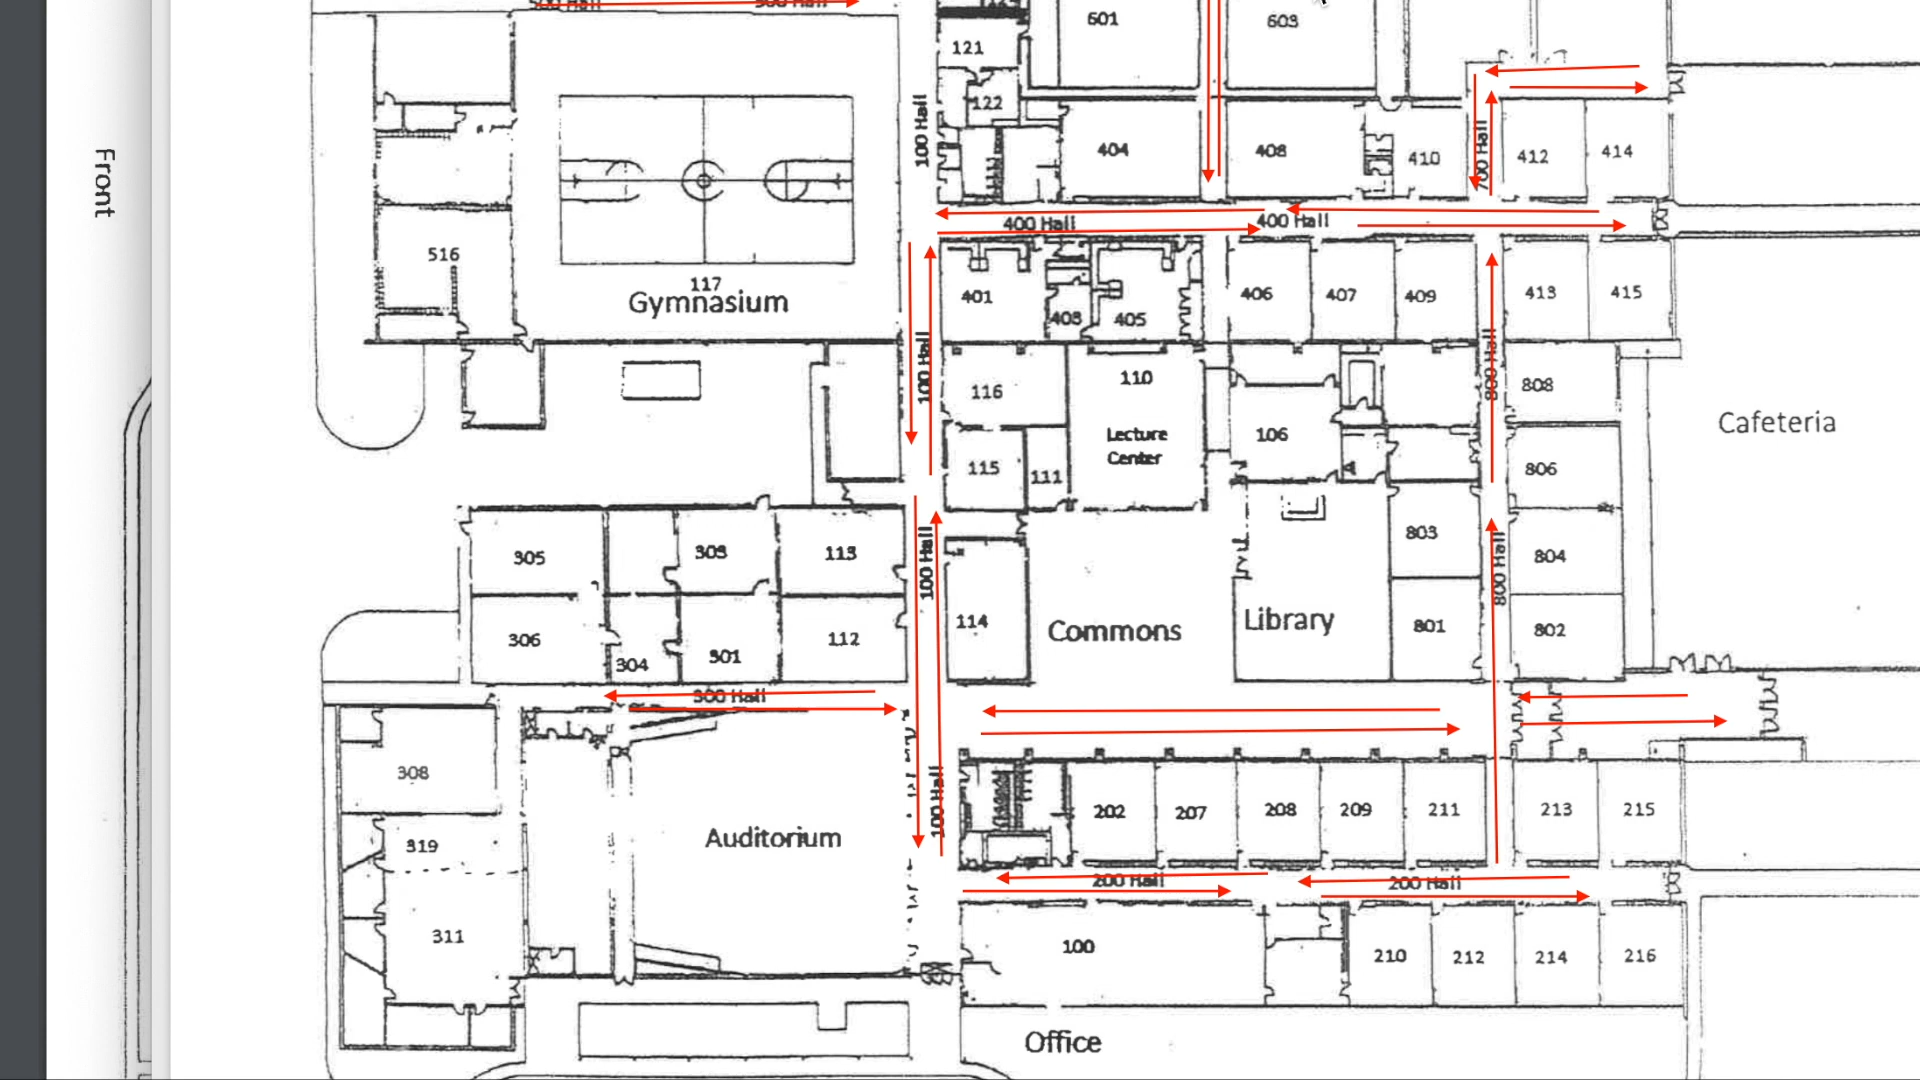 500 Hall
601
603
121
122
100 Hall
404
408
410
700 Hall
412
414
Front
400 Hall
400 Hall
516
117
Gymnasium
401
403
405
406
407
409
413
415
100 Hall
116
110
Lecture
Center
106
800 Hall
808
Cafeteria
115
111
806
305
303
113
100 Hall
803
800 Hall
804
306
304
301
112
114
Commons
Library
801
802
300 Hall
308
319
311
Auditorium
100 Hall
202
207
208
209
211
213
215
200 Hall
200 Hall
100
210
212
214
216
Office